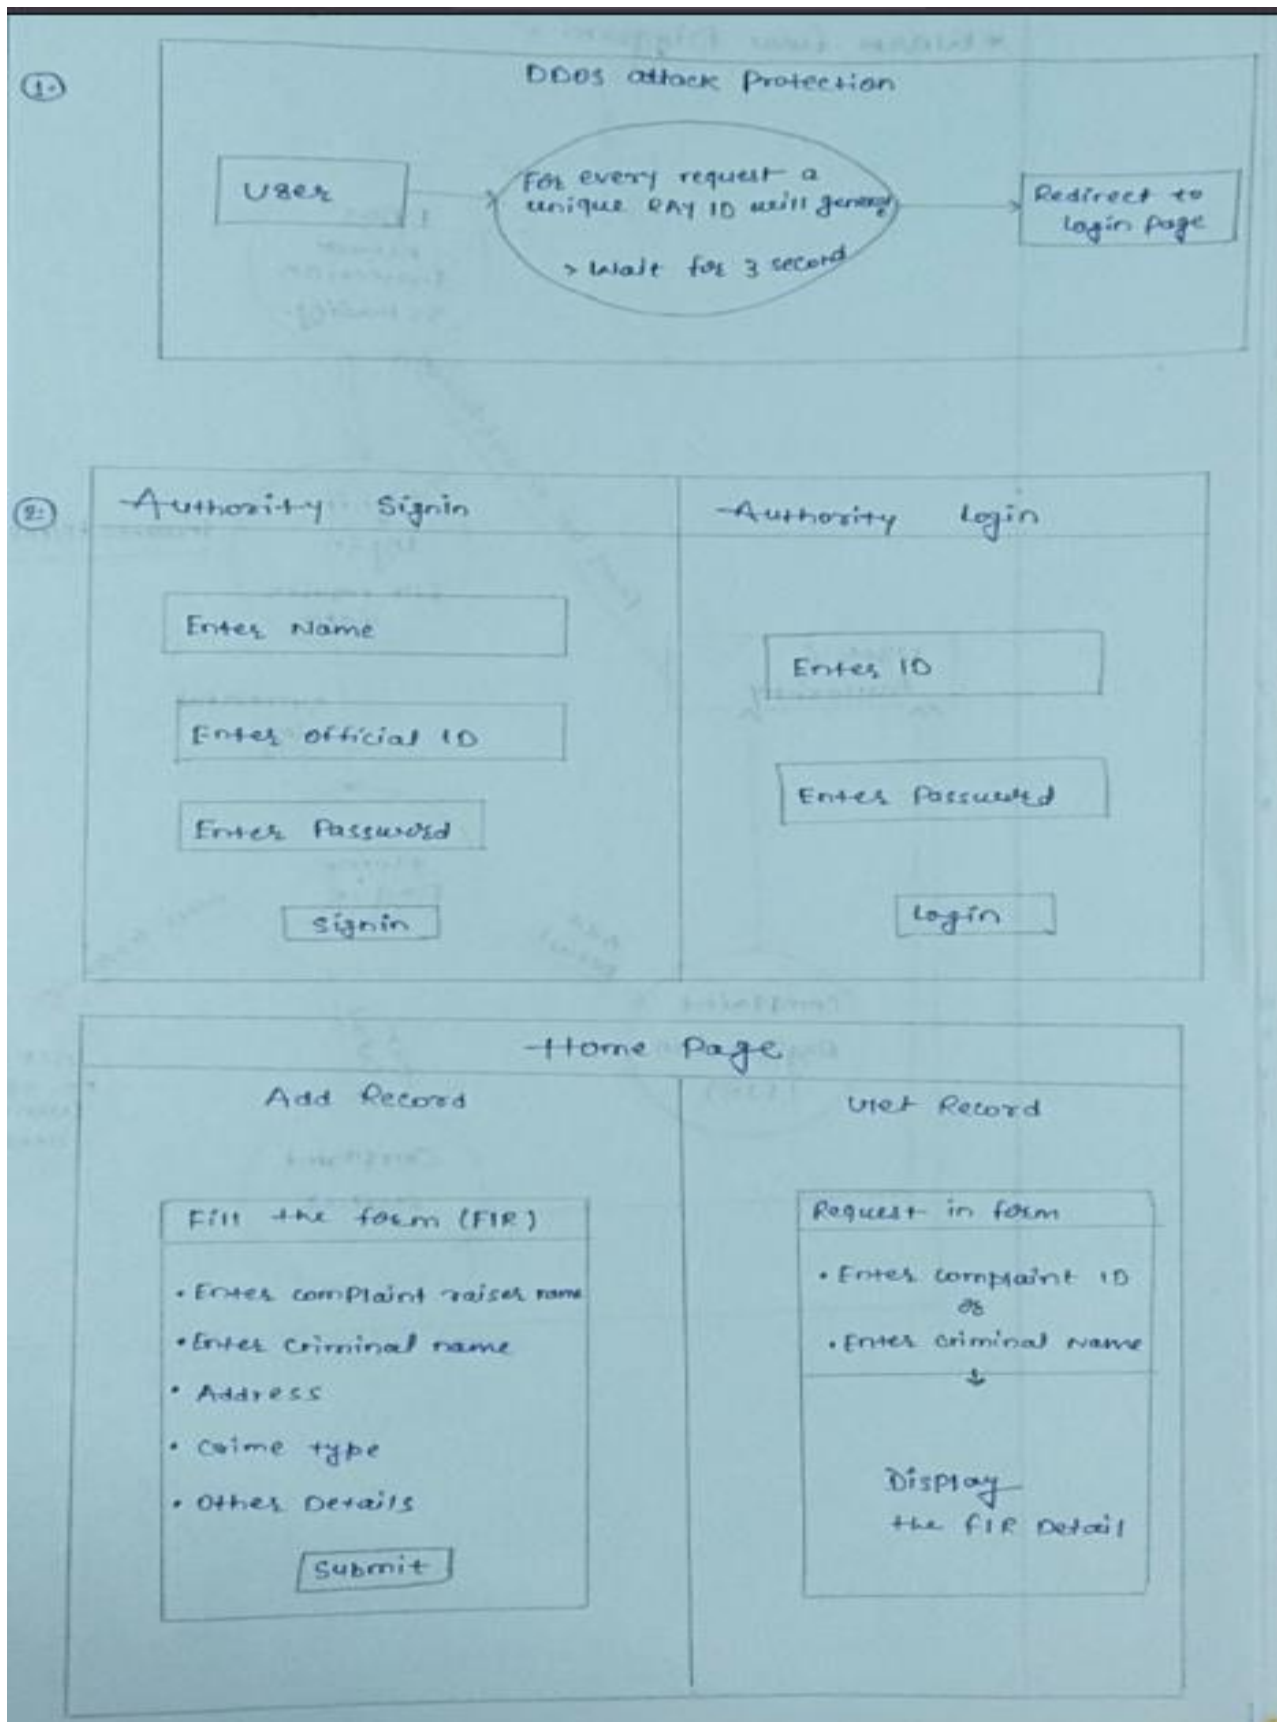 1.
DDOS attack Protection
User
For every request a
unique RAY ID will generate
> Wait for 3 second
Redirect to
Login Page
2.
Authority Signin
Authority Login
Enter Name
Enter Official ID
Enter Password
Signin
Enter ID
Enter Password
Login
Home Page
Add Record
Fill the form (FIR)
• Enter complaint raiser name
• Enter criminal name
• Address
• Crime type
• Other Details
Submit
Record
Request in form
• Enter complaint ID
or
• Enter criminal Name
Display
the FIR Detail